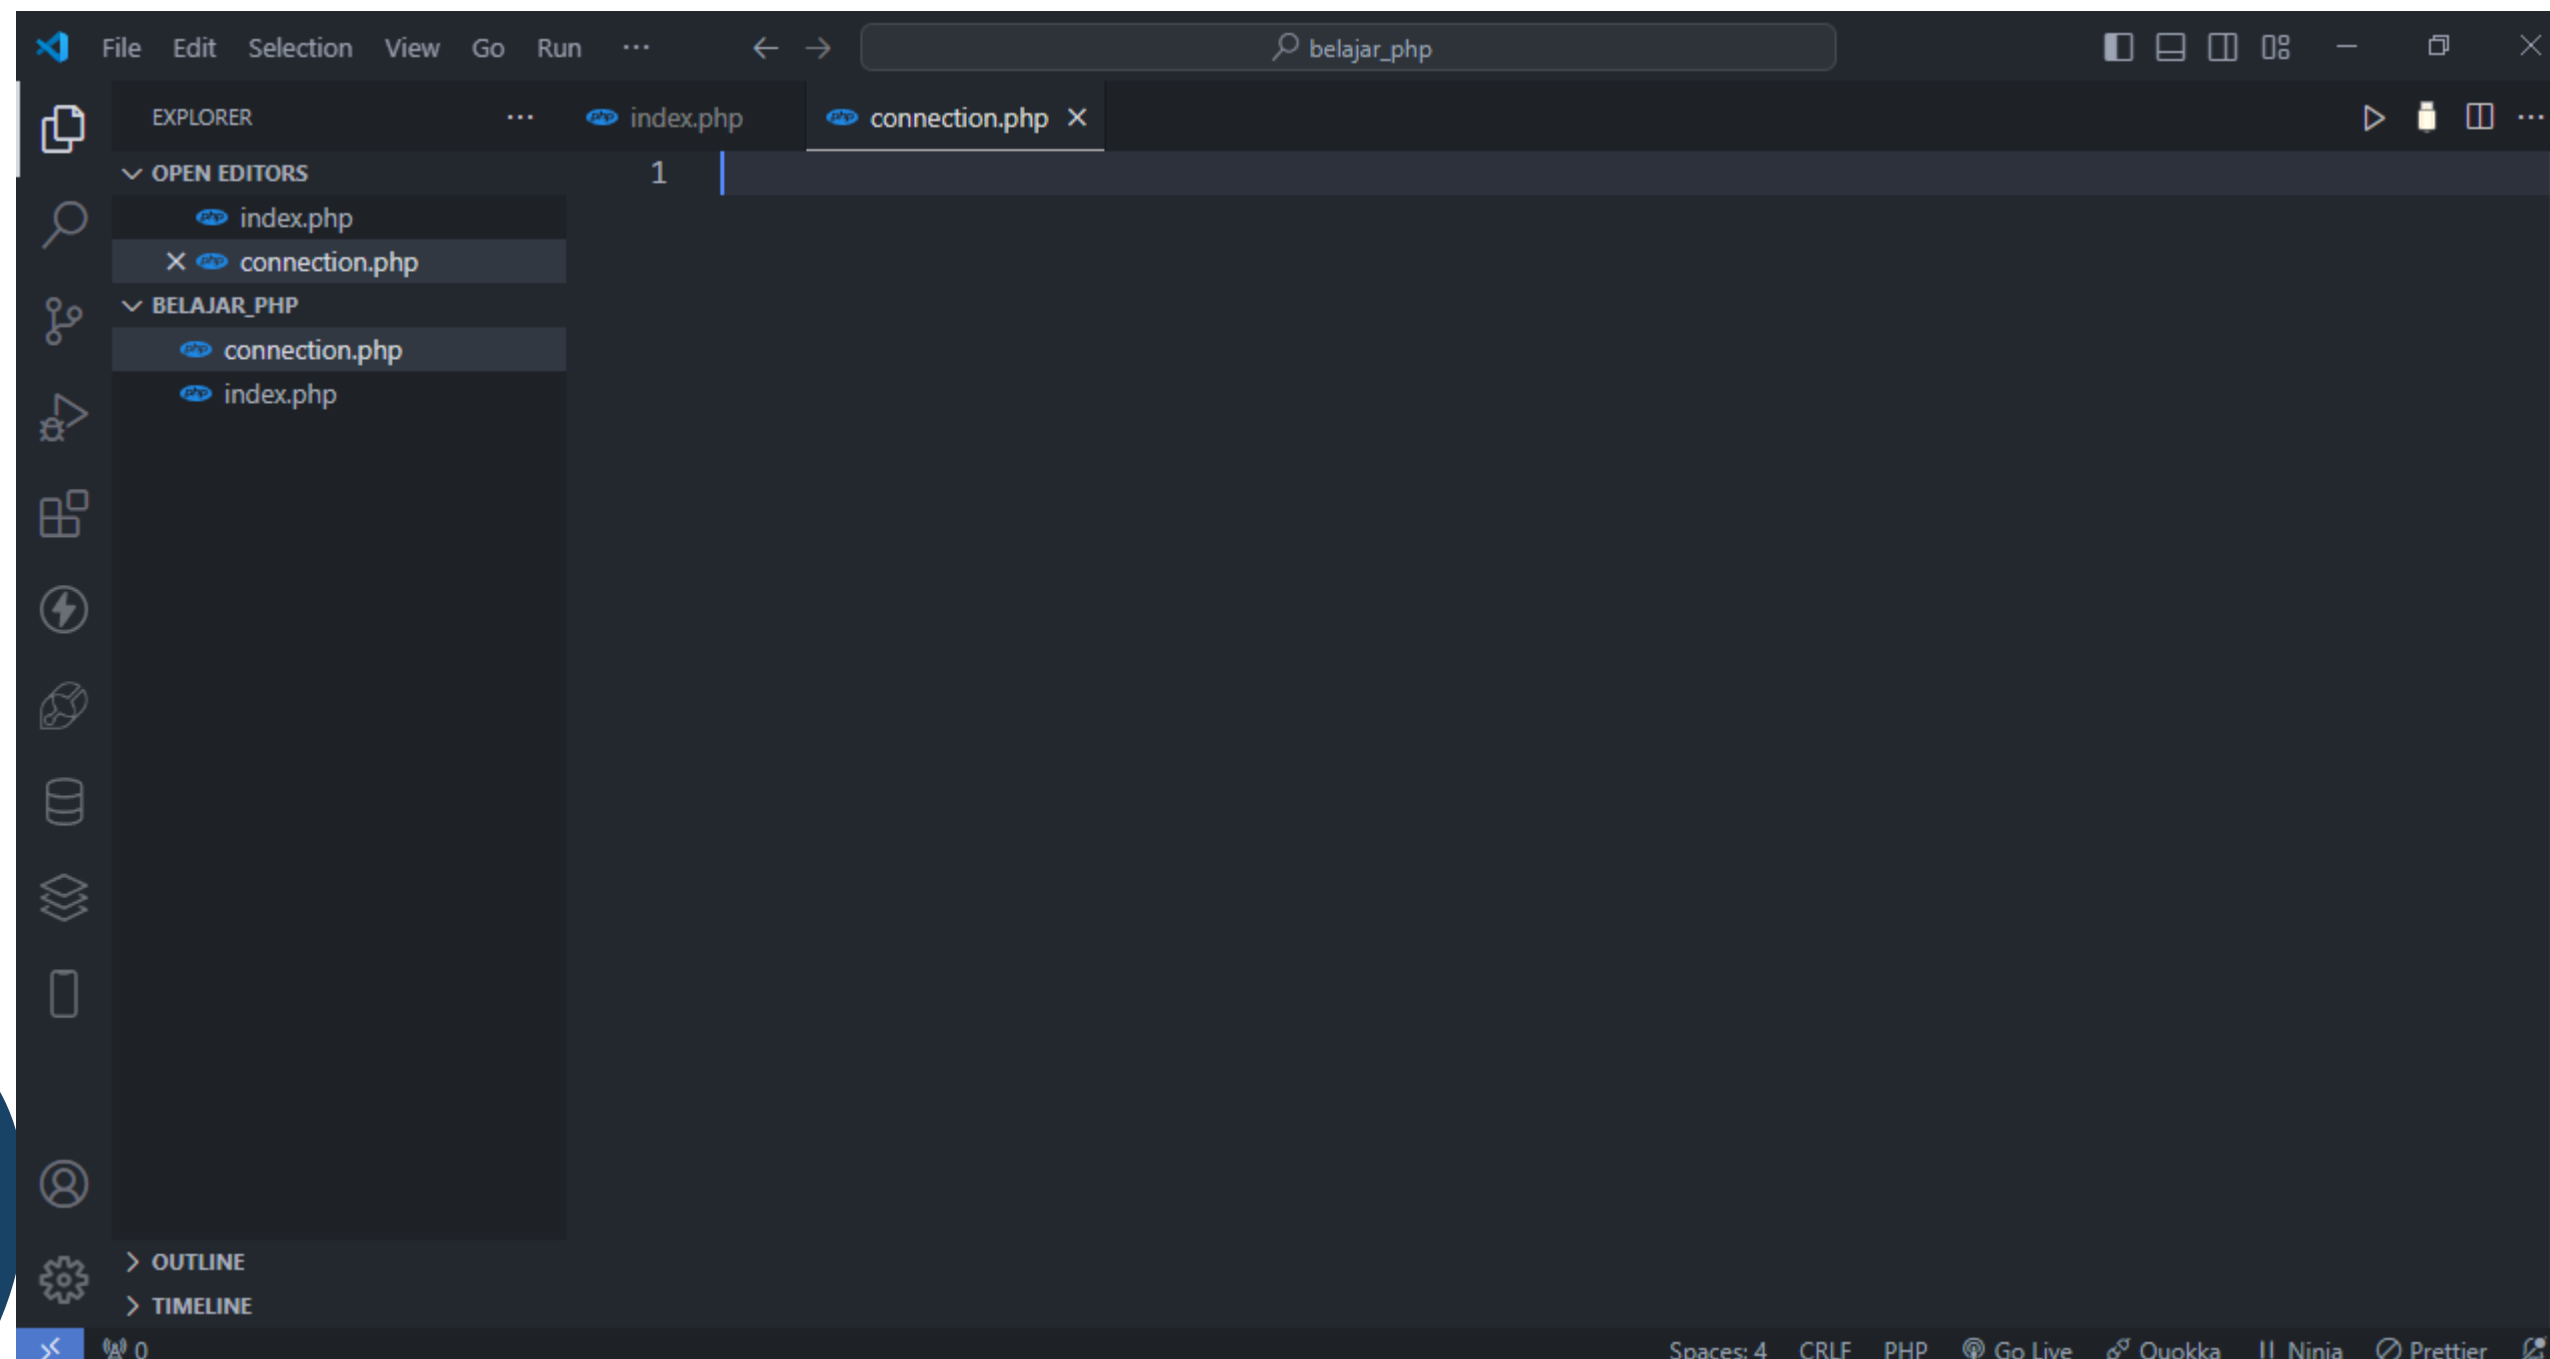 File Edit Selection View Go Run ··· belajar_php
EXPLORER ··· index.php connection.php
OPEN EDITORS
index.php
connection.php
BELAJAR_PHP
connection.php
index.php
1
OUTLINE
TIMELINE
0 Spaces: 4 CRLF PHP Go Live Quokka Ninja Prettier